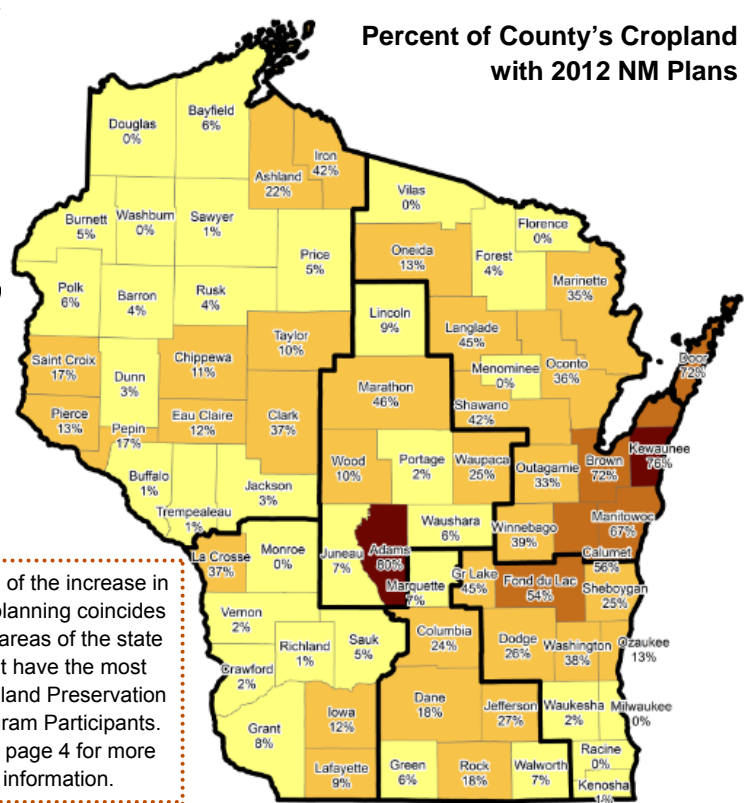 Percent of County's Cropland
with 2012 NM Plans
Bayfield
6%
Douglas
0%
Iron
42%
Ashland
22%
Vilas
0%
Burnett
5%
Washburn
0%
Sawyer
1%
Florence
0%
Price
5%
Oneida
13%
Forest
4%
Marinette
35%
Polk
6%
Barron
4%
Rusk
4%
Lincoln
9%
Langlade
45%
Taylor
10%
Saint Croix
17%
Chippewa
11%
Dunn
3%
Menominee
0%
Oconto
36%
Door
72%
Marathon
46%
Shawano
42%
Pierce
13%
Pepin
17%
Eau Claire
12%
Clark
37%
Kewaunee
76%
Wood
10%
Portage
2%
Waupaca
25%
Outagamie
33%
Brown
72%
Buffalo
1%
Jackson
3%
Trempealeau
1%
Manitowoc
67%
Waushara
6%
Winnebago
39%
Calumet
56%
La Crosse
37%
Monroe
0%
Juneau
7%
Adams
80%
Marquette
7%
Gr Lake
45%
Fond du Lac
54%
Sheboygan
25%
Vernon
2%
Richland
1%
Sauk
5%
Columbia
24%
Dodge
26%
Washington
38%
Ozaukee
13%
Crawford
2%
Dane
18%
Jefferson
27%
Waukesha
2%
Milwaukee
0%
Grant
8%
Iowa
12%
Lafayette
9%
Green
6%
Rock
18%
Walworth
7%
Racine
0%
Kenosha
1%
of the increase in
planning coincides
areas of the state
t have the most
land Preservation
ram Participants.
page 4 for more
information.